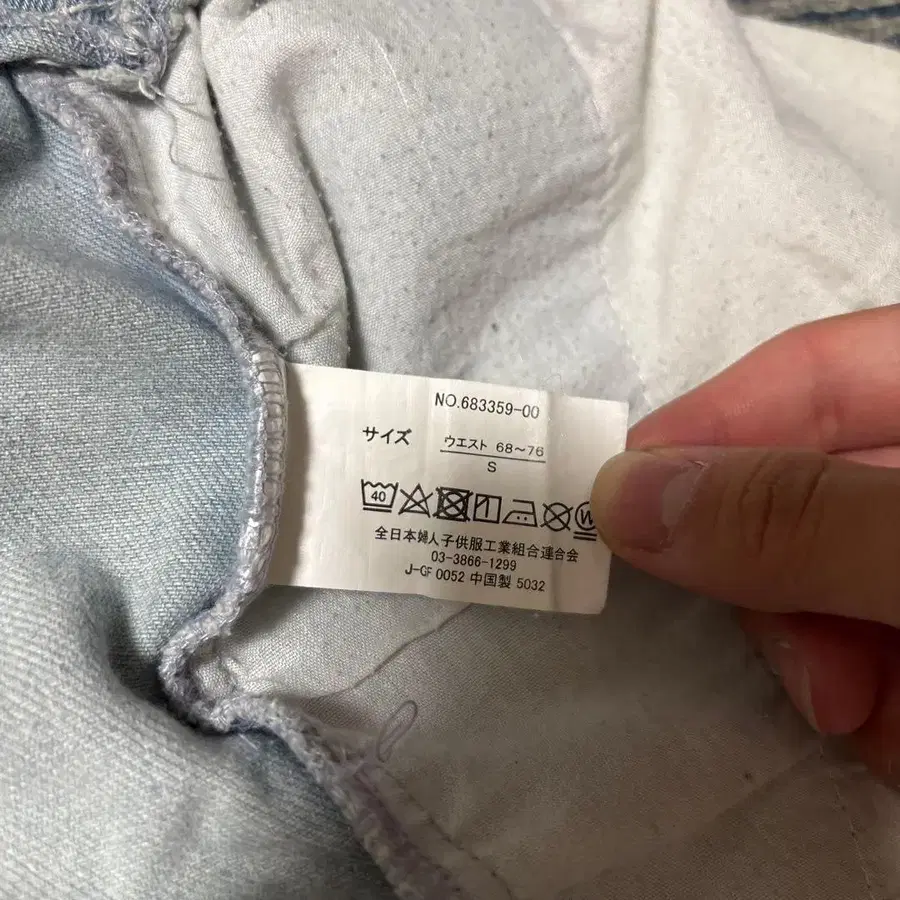 NO.683359-00
サイズ ウエスト 68〜76
S
40
全日本婦人子供服工業組合連合会
03-3866-1299
J-GF 0052 中国製 5032